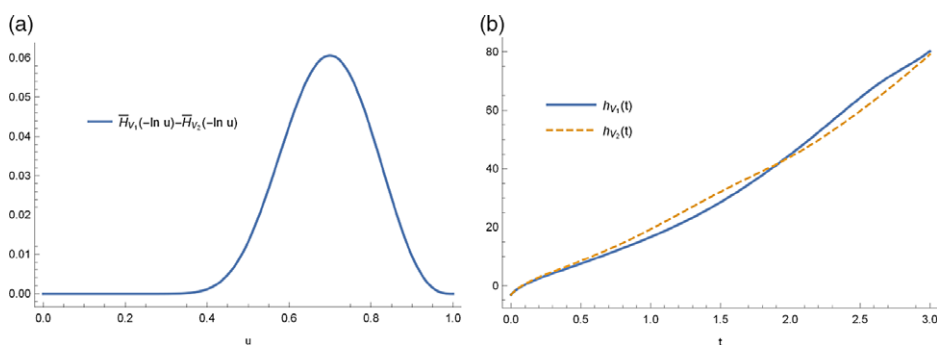 (a)
0.06
0.05
0.04
0.03
0.02
0.01
0.00
0.0 0.2 0.4 0.6 0.8 1.0
u
H̅V₁(-ln u)-H̅V₂(-ln u)
(b)
80
60
40
20
0
0.0 0.5 1.0 1.5 2.0 2.5 3.0
t
hV₁(t)
hV₂(t)